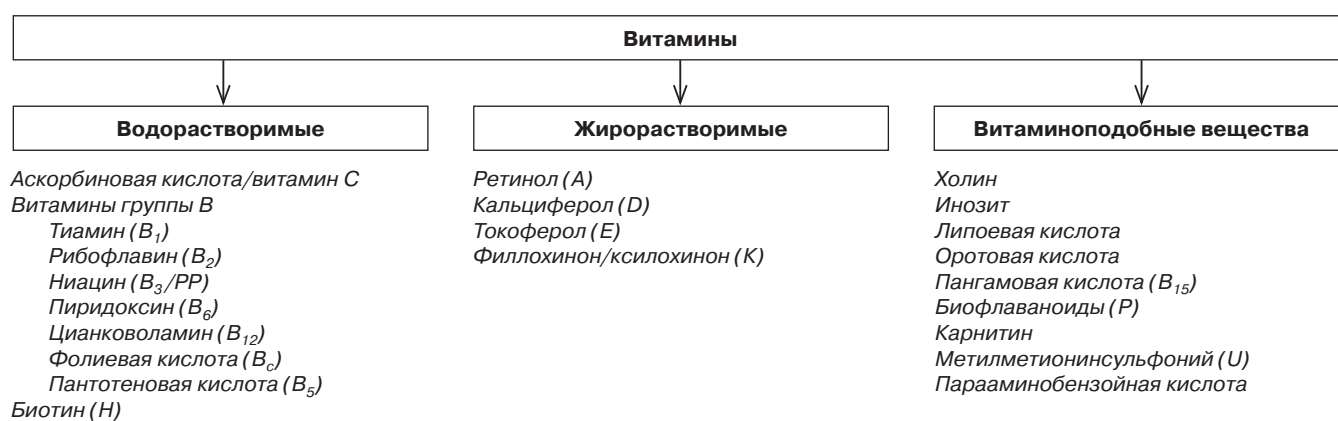 Витамины
Водорастворимые
Аскорбиновая кислота/витамин С
Витамины группы В
Тиамин (B₁)
Рибофлавин (B₂)
Ниацин (B₃/PP)
Пиридоксин (B₆)
Цианковоламин (B₁₂)
Фолиевая кислота (B_c)
Пантотеновая кислота (B₅)
Биотин (H)
Жирорастворимые
Ретинол (A)
Кальциферол (D)
Токоферол (E)
Филлохинон/ксилохинон (K)
Витаминоподобные вещества
Холин
Инозит
Липоевая кислота
Оротовая кислота
Пангамовая кислота (B₁₅)
Биофлаваноиды (P)
Карнитин
Метилметионинсульфоний (U)
Парааминобензойная кислота